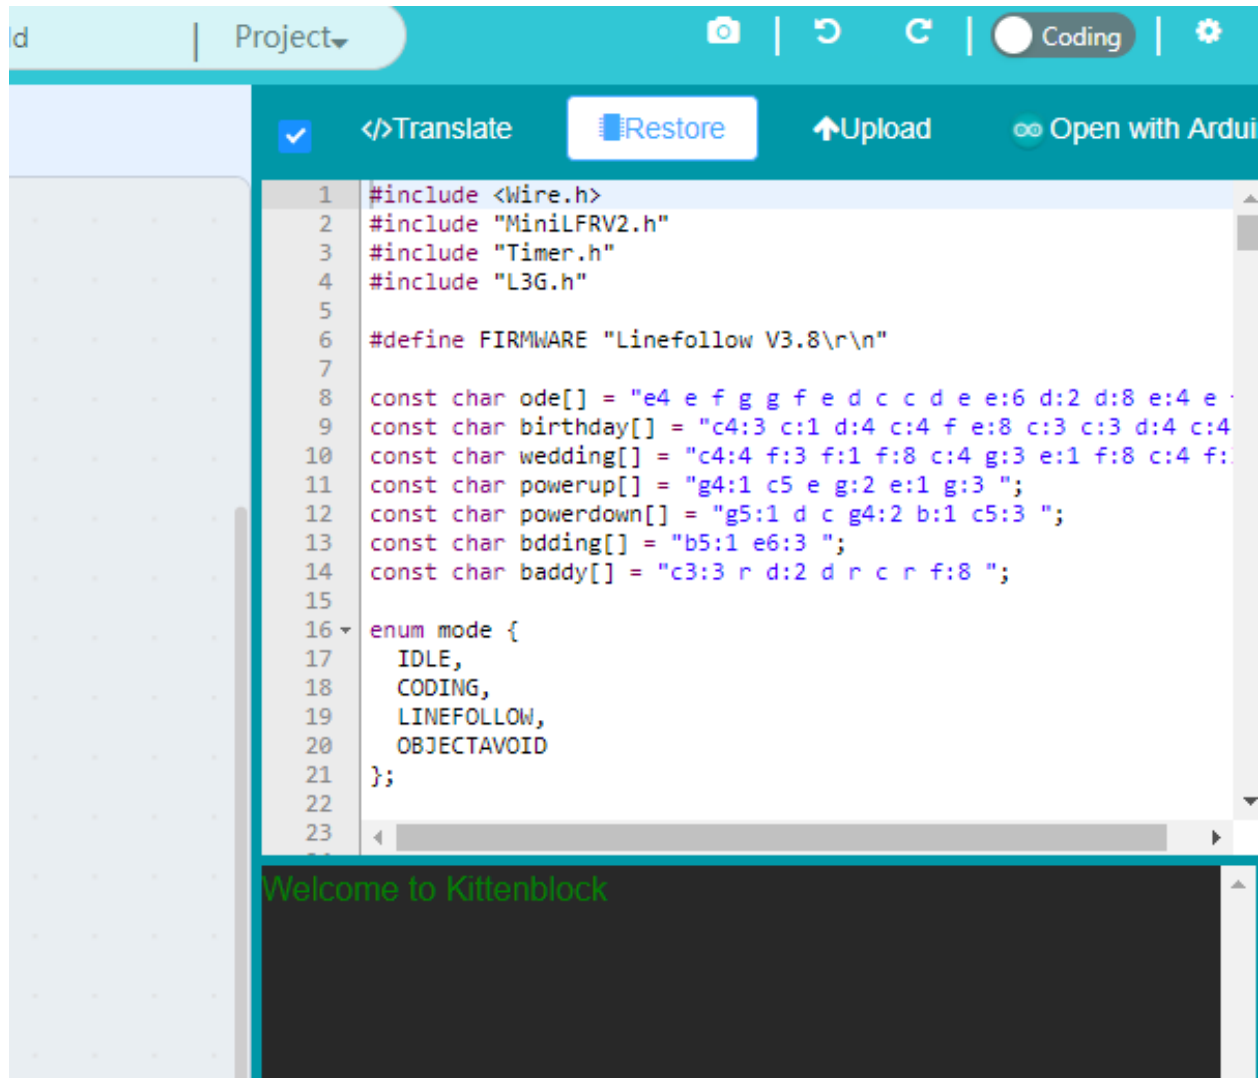 ld | Project
Coding
</>Translate Restore Upload Open with Ardui
1 #include <Wire.h>
2 #include "MiniLFRV2.h"
3 #include "Timer.h"
4 #include "L3G.h"
5
6 #define FIRMWARE "Linefollow V3.8\r\n"
7
8 const char ode[] = "e4 e f g g f e d c c d e e:6 d:2 d:8 e:4 e
9 const char birthday[] = "c4:3 c:1 d:4 c:4 f e:8 c:3 c:3 d:4 c:4
10 const char wedding[] = "c4:4 f:3 f:1 f:8 c:4 g:3 e:1 f:8 c:4 f:
11 const char powerup[] = "g4:1 c5 e g:2 e:1 g:3 ";
12 const char powerdown[] = "g5:1 d c g4:2 b:1 c5:3 ";
13 const char bdding[] = "b5:1 e6:3 ";
14 const char baddy[] = "c3:3 r d:2 d r c r f:8 ";
15
16 enum mode {
17 IDLE,
18 CODING,
19 LINEFOLLOW,
20 OBJECTAVOID
21 };
22
23
Welcome to Kittenblock